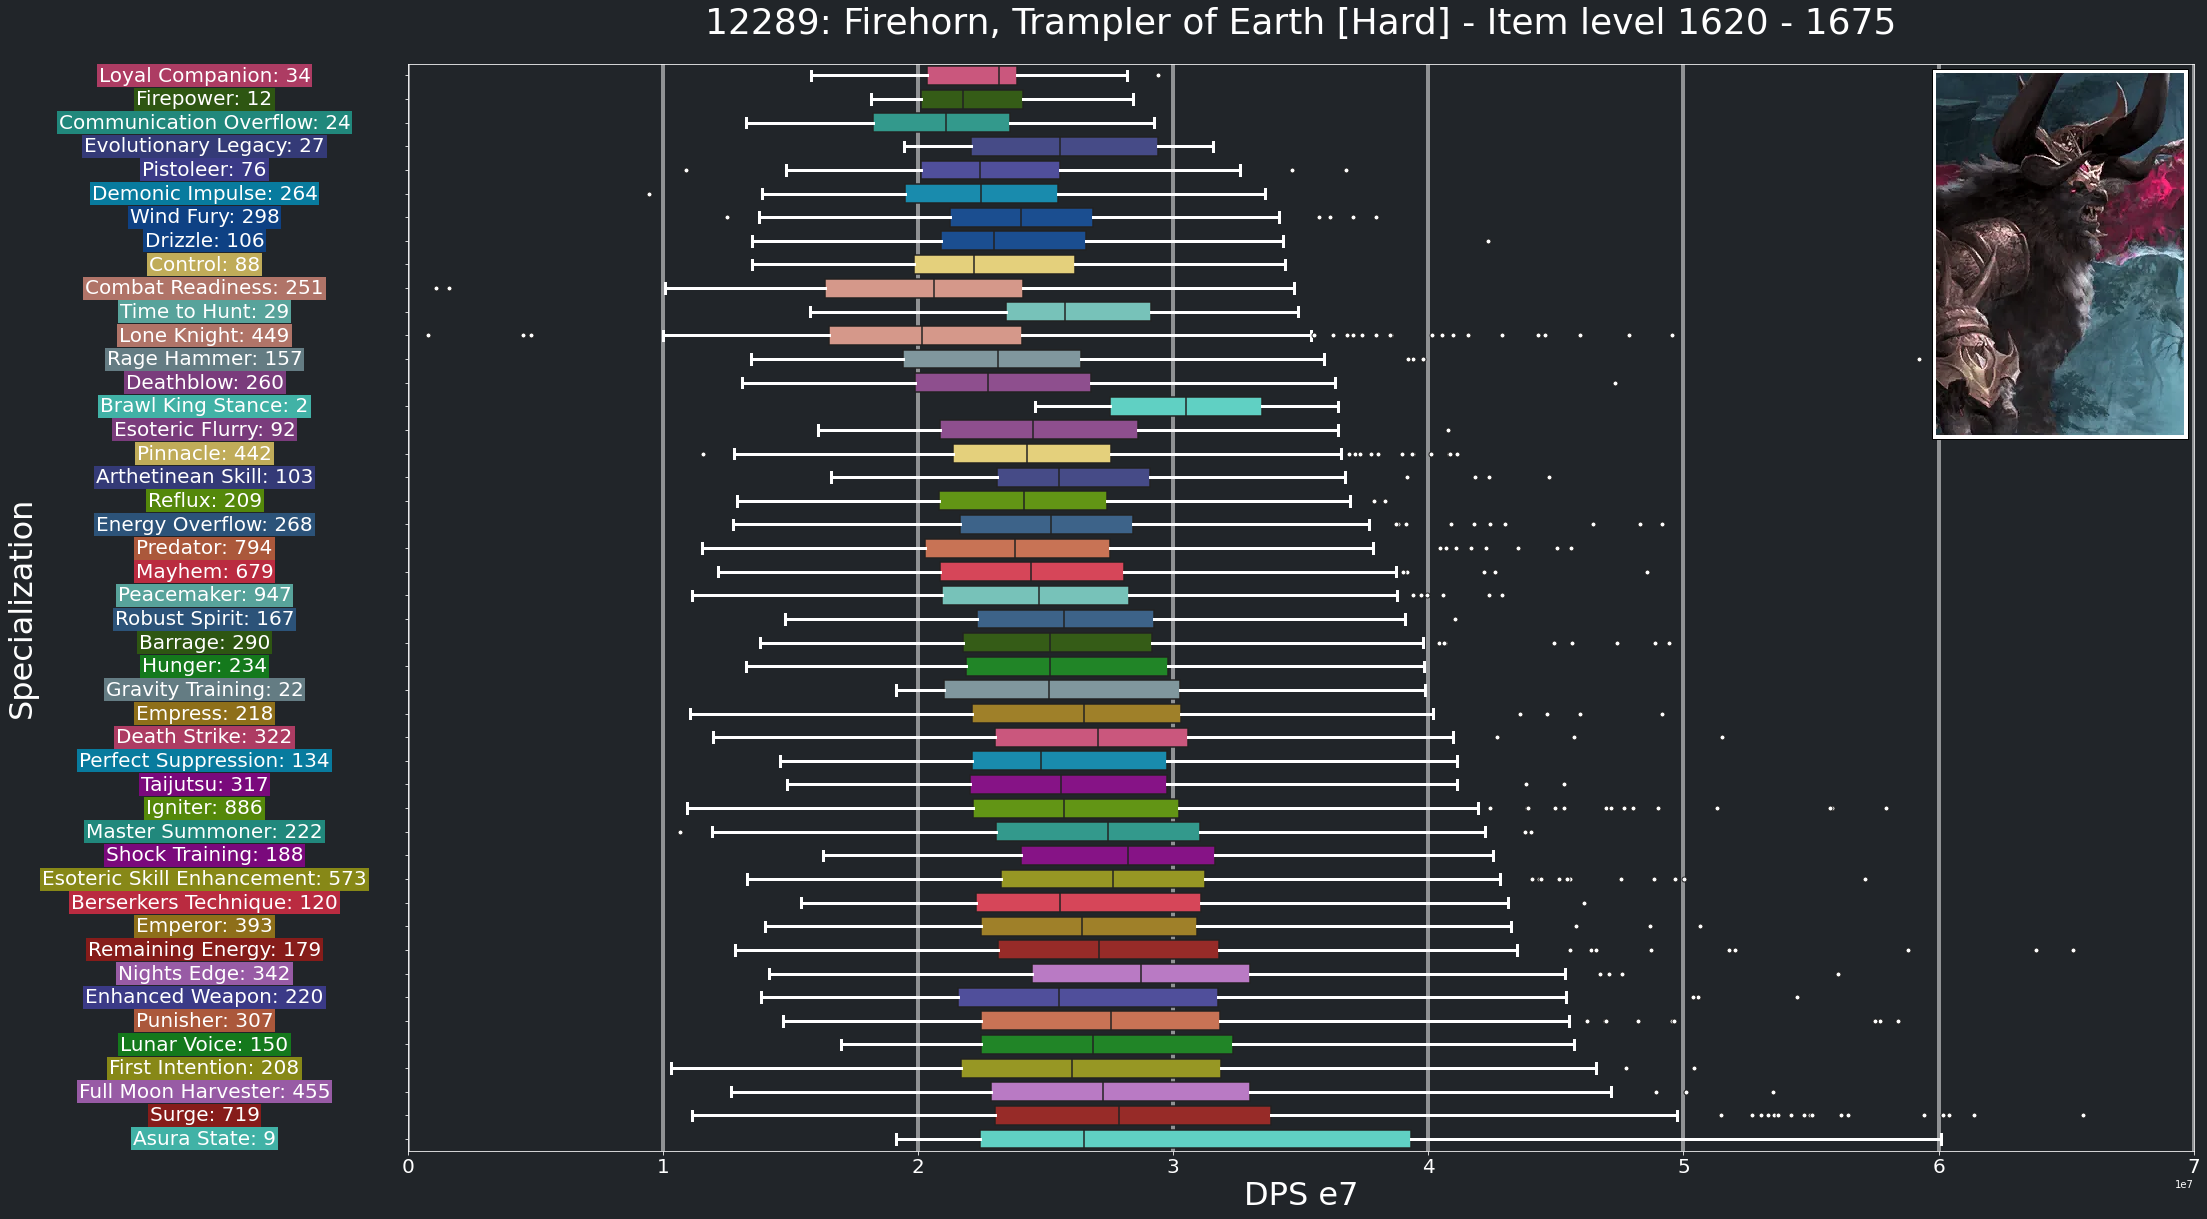 12289: Firehorn, Trampler of Earth [Hard] - Item level 1620 - 1675
Loyal Companion: 34
Firepower: 12
Communication Overflow: 24
Evolutionary Legacy: 27
Pistoleer: 76
Demonic Impulse: 264
Wind Fury: 298
Drizzle: 106
Control: 88
Combat Readiness: 251
Time to Hunt: 29
Lone Knight: 449
Rage Hammer: 157
Deathblow: 260
Brawl King Stance: 2
Esoteric Flurry: 92
Pinnacle: 442
Arthetinean Skill: 103
Reflux: 209
Energy Overflow: 268
Predator: 794
Mayhem: 679
Peacemaker: 947
Robust Spirit: 167
Barrage: 290
Hunger: 234
Gravity Training: 22
Empress: 218
Death Strike: 322
Perfect Suppression: 134
Taijutsu: 317
Igniter: 886
Master Summoner: 222
Shock Training: 188
Esoteric Skill Enhancement: 573
Berserkers Technique: 120
Emperor: 393
Remaining Energy: 179
Nights Edge: 342
Enhanced Weapon: 220
Punisher: 307
Lunar Voice: 150
First Intention: 208
Full Moon Harvester: 455
Surge: 719
Asura State: 9
Specialization
0 1 2 3 4 5 6 7
1e7
DPS e7